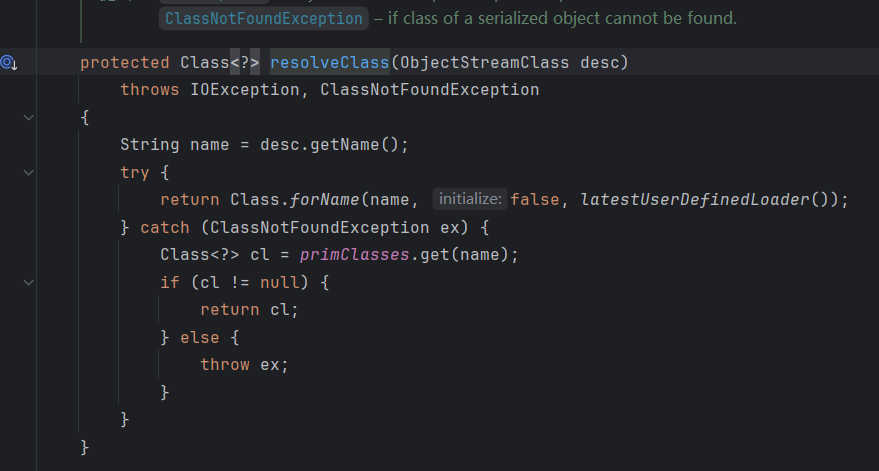 ClassNotFoundException – if class of a serialized object cannot be found.
protected Class<?> resolveClass(ObjectStreamClass desc)
throws IOException, ClassNotFoundException
{
String name = desc.getName();
try {
return Class.forName(name, initialize: false, latestUserDefinedLoader());
} catch (ClassNotFoundException ex) {
Class<?> cl = primClasses.get(name);
if (cl != null) {
return cl;
} else {
throw ex;
}
}
}